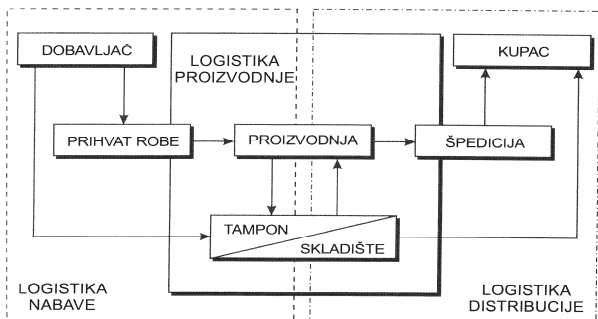 DOBAVLJAČ
LOGISTIKA
PROIZVODNJE
KUPAC
PRIHVAT ROBE
PROIZVODNJA
ŠPEDICIJA
TAMPON
SKLADIŠTE
LOGISTIKA
NABAVE
LOGISTIKA
DISTRIBUCIJE